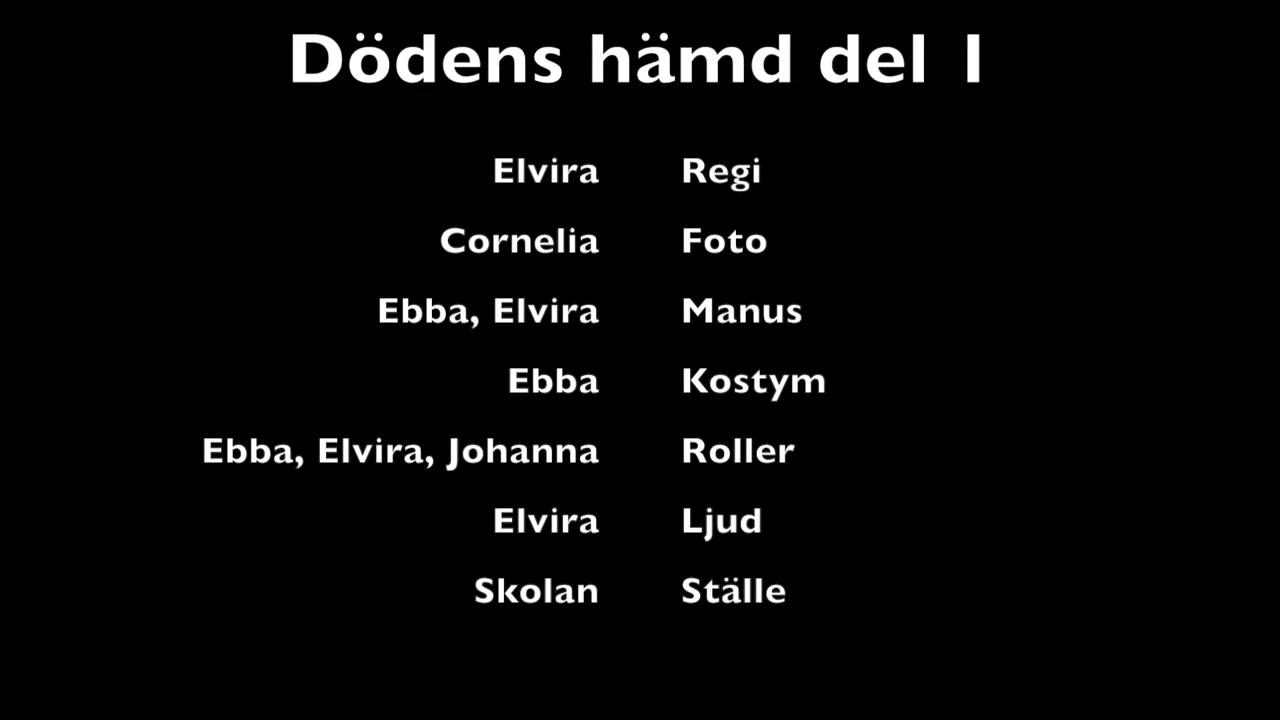 Dödens hämd del 1
Elvira Regi
Cornelia Foto
Ebba, Elvira Manus
Ebba Kostym
Ebba, Elvira, Johanna Roller
Elvira Ljud
Skolan Ställe